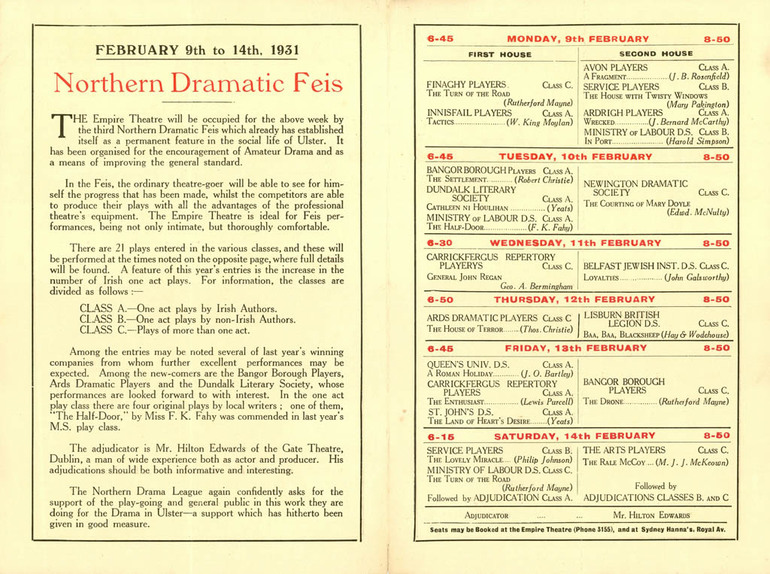 FEBRUARY 9th to 14th, 1931
Northern Dramatic Feis
THE Empire Theatre will be occupied for the above week by
the third Northern Dramatic Feis which already has established
itself as a permanent feature in the social life of Ulster. It
has been organised for the encouragement of Amateur Drama and as
a means of improving the general standard.
In the Feis, the ordinary theatre-goer will be able to see for him-
self the progress that has been made, whilst the competitors are able
to produce their plays with all the advantages of the professional
theatre's equipment. The Empire Theatre is ideal for Feis per-
formances, being not only intimate, but thoroughly comfortable.
There are 21 plays entered in the various classes, and these will
be performed at the times noted on the opposite page, where full details
will be found. A feature of this year's entries is the increase in the
number of Irish one act plays. For information, the classes are
divided as follows :—
CLASS A.—One act plays by Irish Authors.
CLASS B.—One act plays by non-Irish Authors.
CLASS C.—Plays of more than one act.
Among the entries may be noted several of last year's winning
companies from whom further excellent performances may be
expected. Among the new-comers are the Bangor Borough Players,
Ards Dramatic Players and the Dundalk Literary Society, whose
performances are looked forward to with interest. In the one act
play class there are four original plays by local writers ; one of them,
"The Half-Door," by Miss F. K. Fahy was commended in last year's
M.S. play class.
The adjudicator is Mr. Hilton Edwards of the Gate Theatre,
Dublin, a man of wide experience both as actor and producer. His
adjudications should be both informative and interesting.
The Northern Drama League again confidently asks for the
support of the play-going and general public in this work they are
doing for the Drama in Ulster—a support which has hitherto been
given in good measure.
6-45 MONDAY, 9th FEBRUARY 8-50
FIRST HOUSE
FINAGHY PLAYERS CLASS C.
THE TURN OF THE ROAD
(Rutherford Mayne)
INNISFAIL PLAYERS CLASS A.
TACTICS..........(W. King Moylan)
SECOND HOUSE
AVON PLAYERS CLASS A.
A FRAGMENT..........(J. B. Rosenfield)
SERVICE PLAYERS CLASS B.
THE HOUSE WITH TWISTY WINDOWS
(Mary Pakington)
ARDRIGH PLAYERS CLASS A.
WRECKED..........(J. Bernard McCarthy)
MINISTRY OF LABOUR D.S. CLASS B.
IN PORT..........(Harold Simpson)
6-45 TUESDAY, 10th FEBRUARY 8-50
BANGOR BOROUGH PLAYERS CLASS A.
THE SETTLEMENT..........(Robert Christie)
DUNDALK LITERARY
SOCIETY CLASS A.
CATHLEEN NI HOULIHAN ..........(Yeats)
MINISTRY OF LABOUR D.S. CLASS A.
THE HALF-DOOR..........(F. K. Fahy)
NEWINGTON DRAMATIC
SOCIETY CLASS C.
THE COURTING OF MARY DOYLE
(Edwd. McNulty)
6-30 WEDNESDAY, 11th FEBRUARY 8-50
CARRICKFERGUS REPERTORY
PLAYERYS CLASS C.
GENERAL JOHN REGAN
Geo. A. Bermingham
BELFAST JEWISH INST. D.S. CLASS C.
LOYALTIES ..........(John Galsworthy)
6-50 THURSDAY, 12th FEBRUARY 8-50
ARDS DRAMATIC PLAYERS CLASS C
THE HOUSE OF TERROR......(Thos. Christie)
LISBURN BRITISH
LEGION D.S. CLASS C.
BAA, BAA, BLACKSHEEP (Hay & Wodehouse)
6-45 FRIDAY, 13th FEBRUARY 8-50
QUEEN'S UNIV. D.S. CLASS A.
A ROMAN HOLIDAY..........(J. O. Bartley)
CARRICKFERGUS REPERTORY
PLAYERS CLASS A.
THE ENTHUSIAST..........(Lewis Purcell)
ST. JOHN'S D.S. CLASS A.
THE LAND OF HEART'S DESIRE......(Yeats)
BANGOR BOROUGH
PLAYERS CLASS C.
THE DRONE..........(Rutherford Mayne)
6-15 SATURDAY, 14th FEBRUARY 8-50
SERVICE PLAYERS CLASS B.
THE LOVELY MIRACLE... (Philip Johnson)
MINISTRY OF LABOUR D.S. CLASS C.
THE TURN OF THE ROAD
(Rutherford Mayne)
Followed by ADJUDICATION CLASS A.
THE ARTS PLAYERS CLASS C.
THE RALE MCCOY ... (M. J. J. McKeown)
Followed by
ADJUDICATIONS CLASSES B. AND C
ADJUDICATOR .... ... MR. HILTON EDWARDS
Seats may be Booked at the Empire Theatre (Phone 3155), and at Sydney Hanna's, Royal Av.